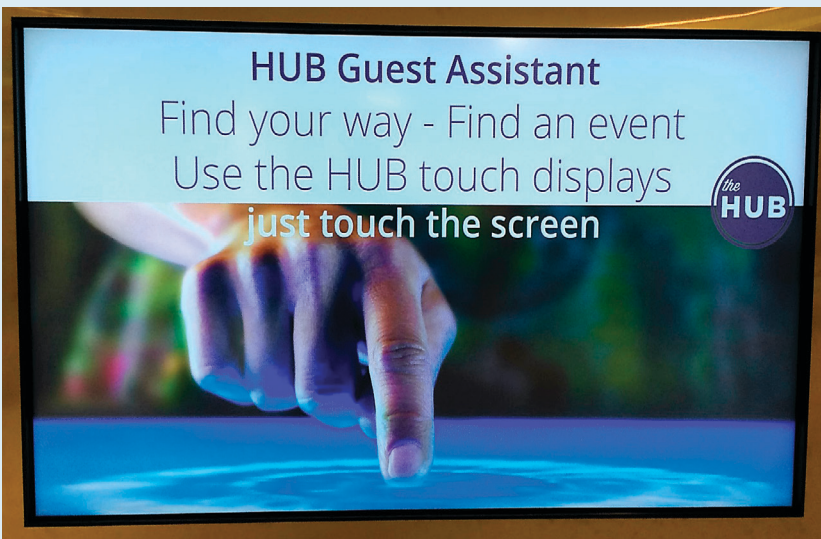 HUB Guest Assistant
Find your way - Find an event
Use the HUB touch displays
just touch the screen
the
HUB